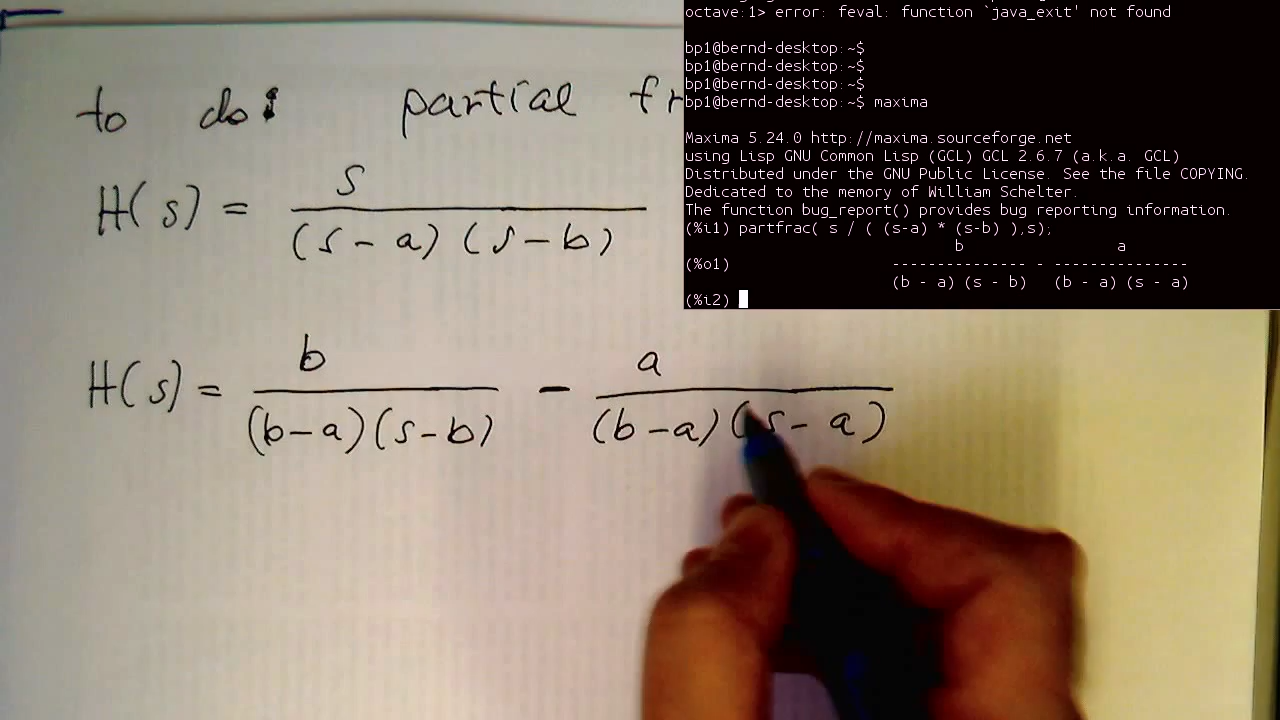 to do: partial fr
H(s) = s
(s-a) (s-b)
H(s) = b - a
(b-a)(s-b) (b-a)(s-a)
octave:1> error: feval: function `java_exit' not found
bp1@bernd-desktop:~$
bp1@bernd-desktop:~$
bp1@bernd-desktop:~$
bp1@bernd-desktop:~$ maxima
Maxima 5.24.0 http://maxima.sourceforge.net
using Lisp GNU Common Lisp (GCL) GCL 2.6.7 (a.k.a. GCL)
Distributed under the GNU Public License. See the file COPYING.
Dedicated to the memory of William Schelter.
The function bug_report() provides bug reporting information.
(%i1) partfrac( s / ( (s-a) * (s-b) ),s);
b a
(%o1) --------------- - ---------------
(b - a) (s - b) (b - a) (s - a)
(%i2)